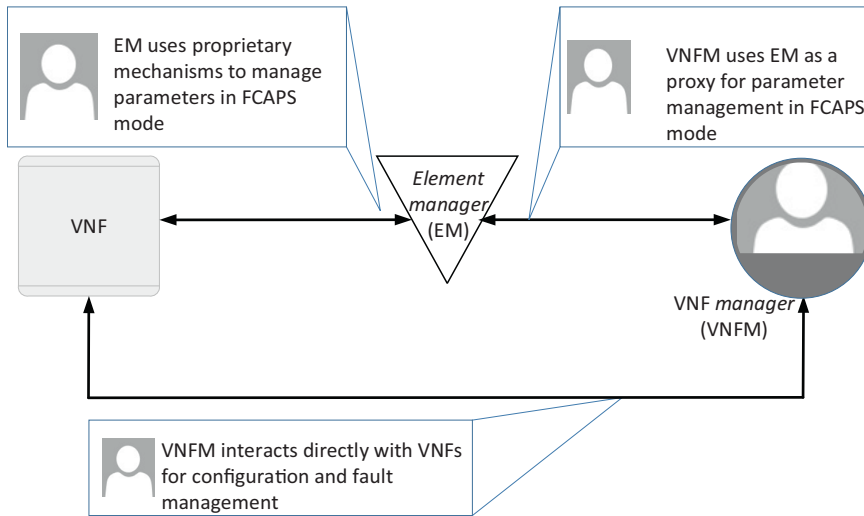 EM uses proprietary
mechanisms to manage
parameters in FCAPS
mode
VNFM uses EM as a
proxy for parameter
management in FCAPS
mode
VNF
Element
manager
(EM)
VNF manager
(VNFM)
VNFM interacts directly with VNFs
for configuration and fault
management